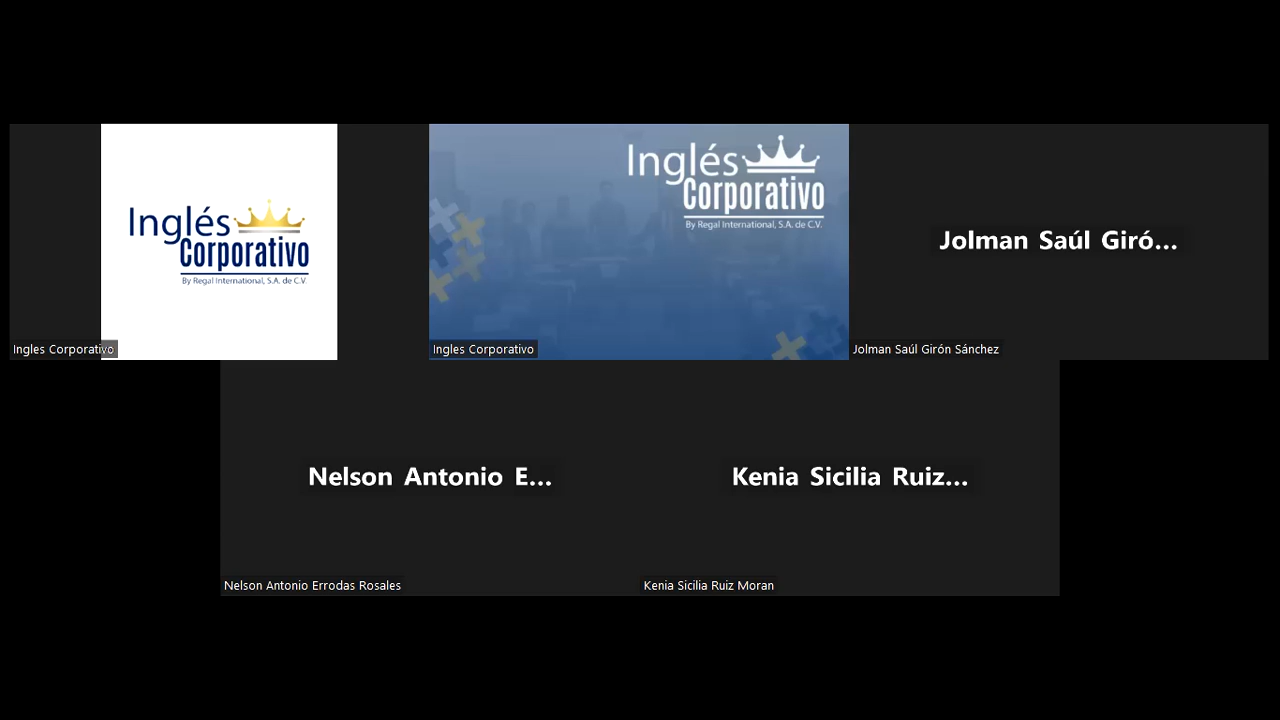 Inglés
Corporativo
By Regal International, S.A. de C.V.
Ingles Corporativo
Inglés
Corporativo
By Regal International, S.A. de C.V.
Ingles Corporativo
Jolman Saúl Giró...
Jolman Saúl Girón Sánchez
Nelson Antonio E...
Nelson Antonio Errodas Rosales
Kenia Sicilia Ruiz...
Kenia Sicilia Ruiz Moran